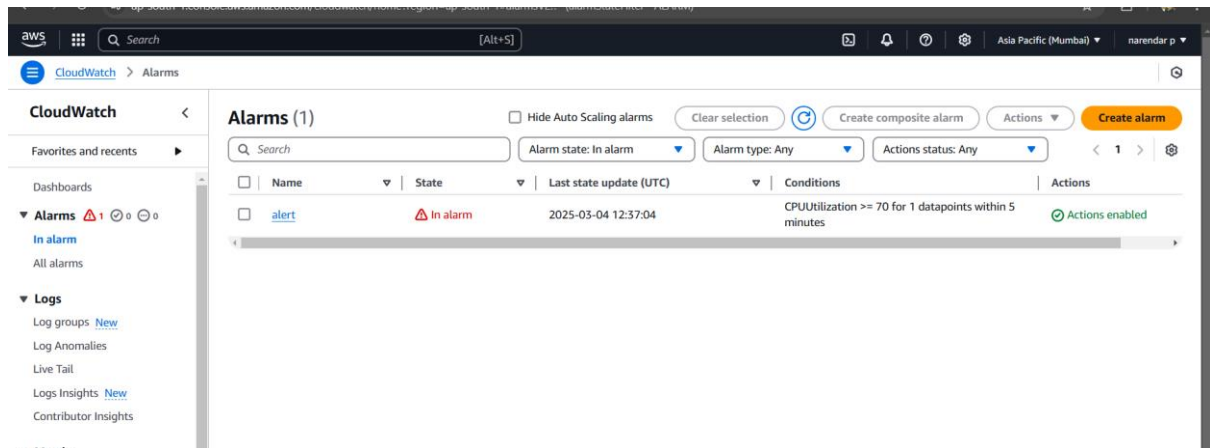 aws
Search
[Alt+S]
Asia Pacific (Mumbai)
narendar p
CloudWatch > Alarms
CloudWatch
Favorites and recents
Dashboards
Alarms 1 0 0
In alarm
All alarms
Logs
Log groups New
Log Anomalies
Live Tail
Logs Insights New
Contributor Insights
Alarms (1)
Hide Auto Scaling alarms
Clear selection
Create composite alarm
Actions
Create alarm
Search
Alarm state: In alarm
Alarm type: Any
Actions status: Any
1
Name
State
Last state update (UTC)
Conditions
Actions
alert
In alarm
2025-03-04 12:37:04
CPUUtilization >= 70 for 1 datapoints within 5
minutes
Actions enabled